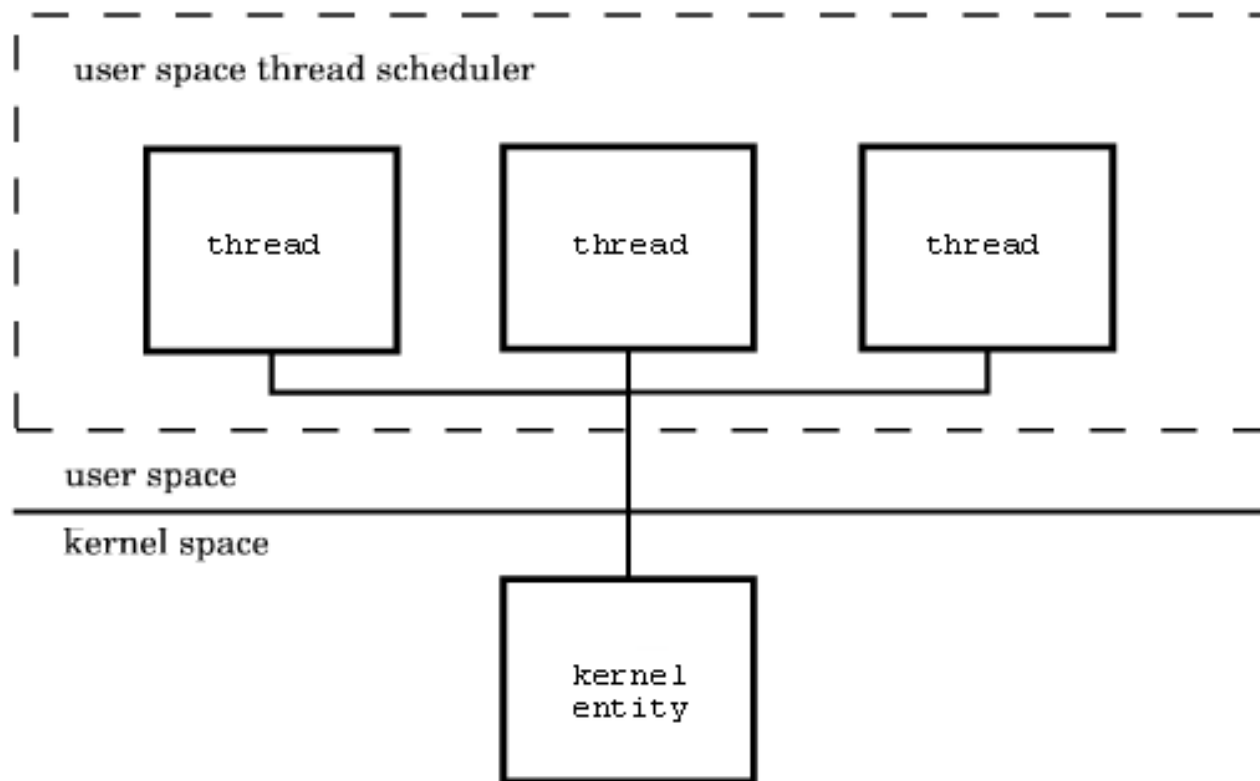 user space thread scheduler
thread
thread
thread
user space
kernel space
kernel
entity